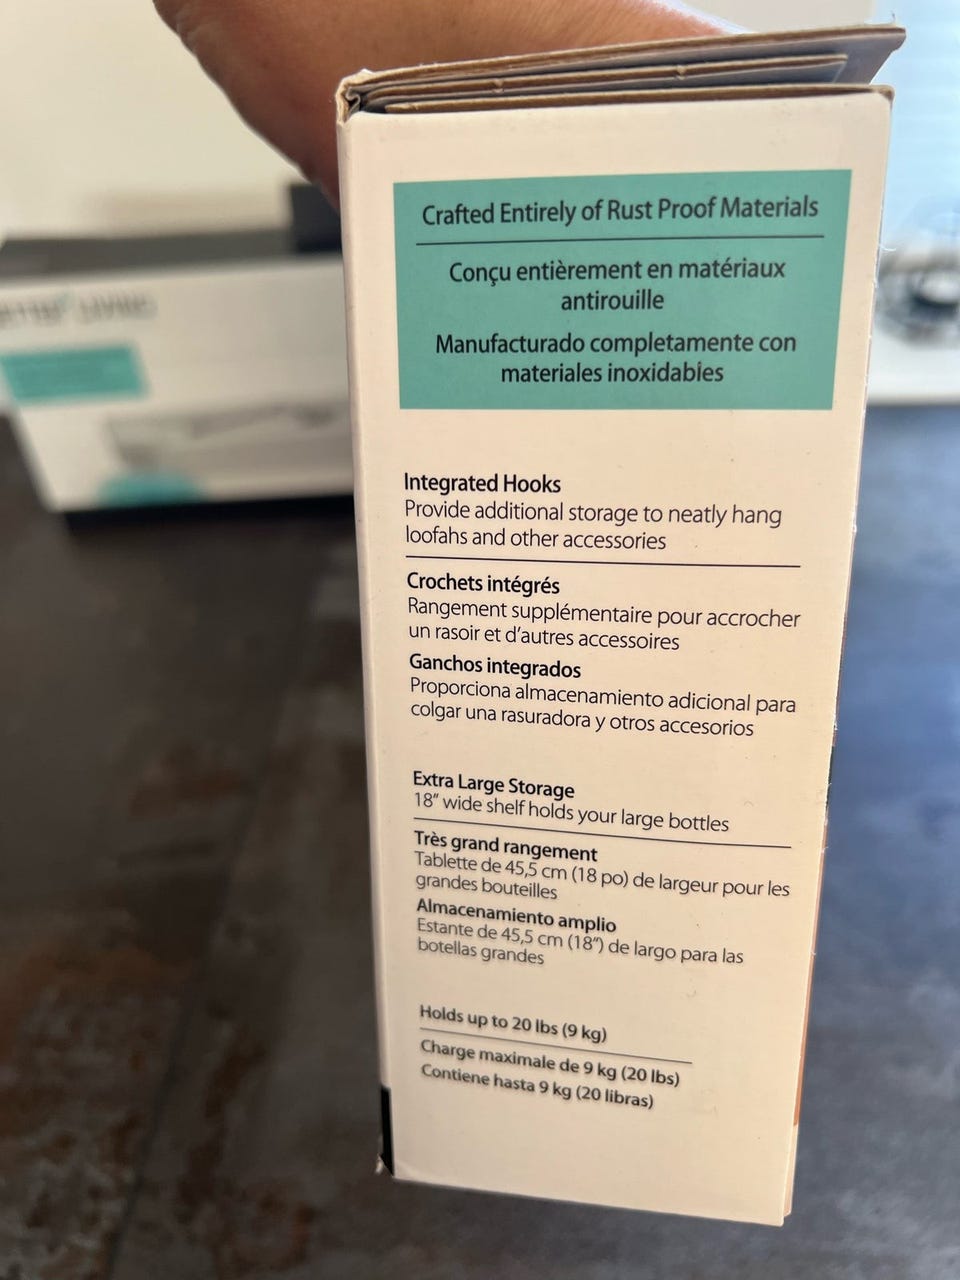 Crafted Entirely of Rust Proof Materials
Conçu entièrement en matériaux
antirouille
Manufacturado completamente con
materiales inoxidables
Integrated Hooks
Provide additional storage to neatly hang
loofahs and other accessories
Crochets intégrés
Rangement supplémentaire pour accrocher
un rasoir et d'autres accessoires
Ganchos integrados
Proporciona almacenamiento adicional para
colgar una rasuradora y otros accesorios
Extra Large Storage
18" wide shelf holds your large bottles
Très grand rangement
Tablette de 45,5 cm (18 po) de largeur pour les
grandes bouteilles
Almacenamiento amplio
Estante de 45,5 cm (18") de largo para las
botellas grandes
Holds up to 20 lbs (9 kg)
Charge maximale de 9 kg (20 lbs)
Contiene hasta 9 kg (20 libras)
LIVING